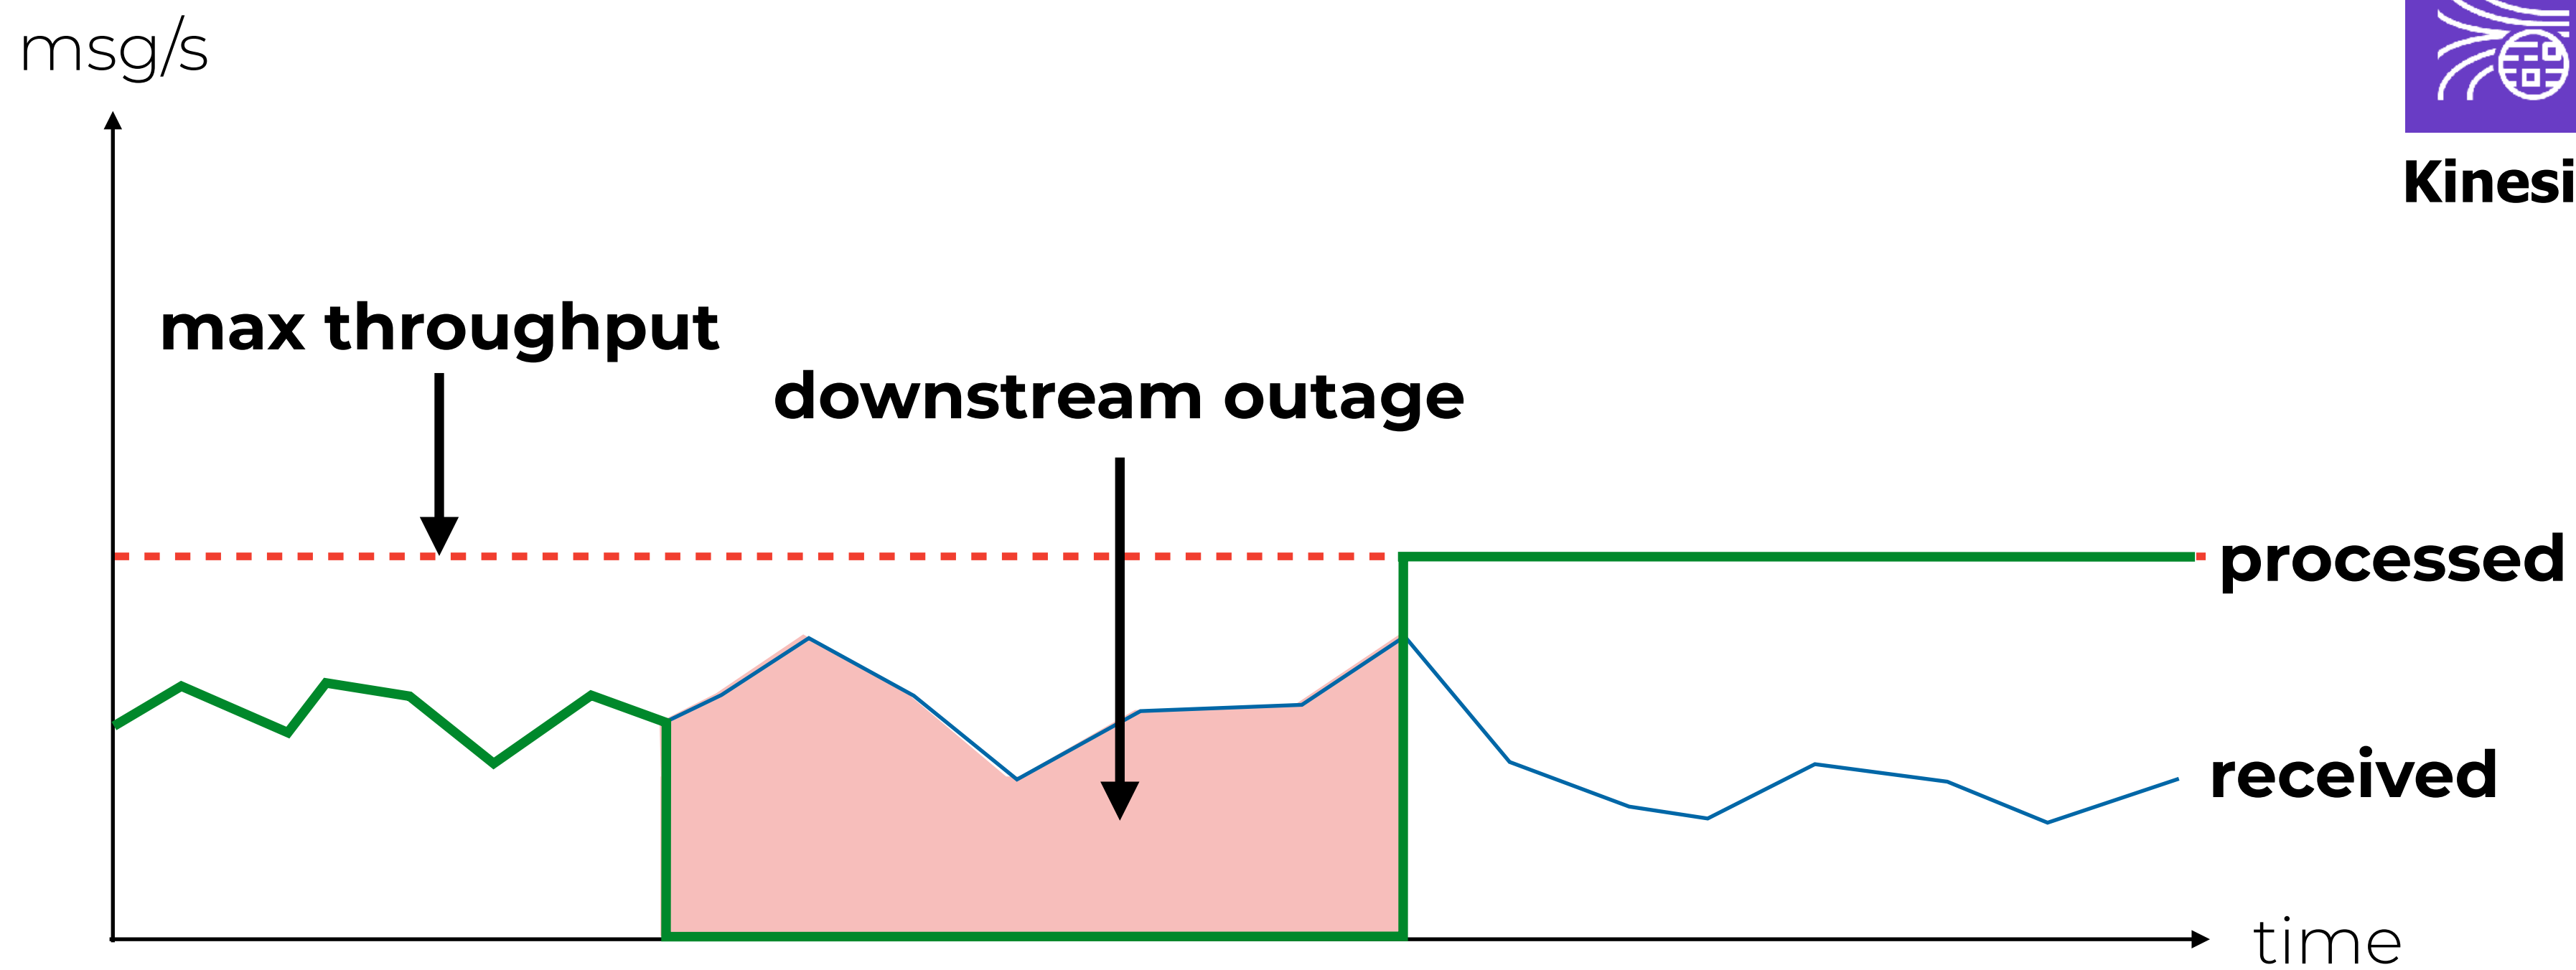 msg/s
Kinesi
max throughput
downstream outage
processed
received
time